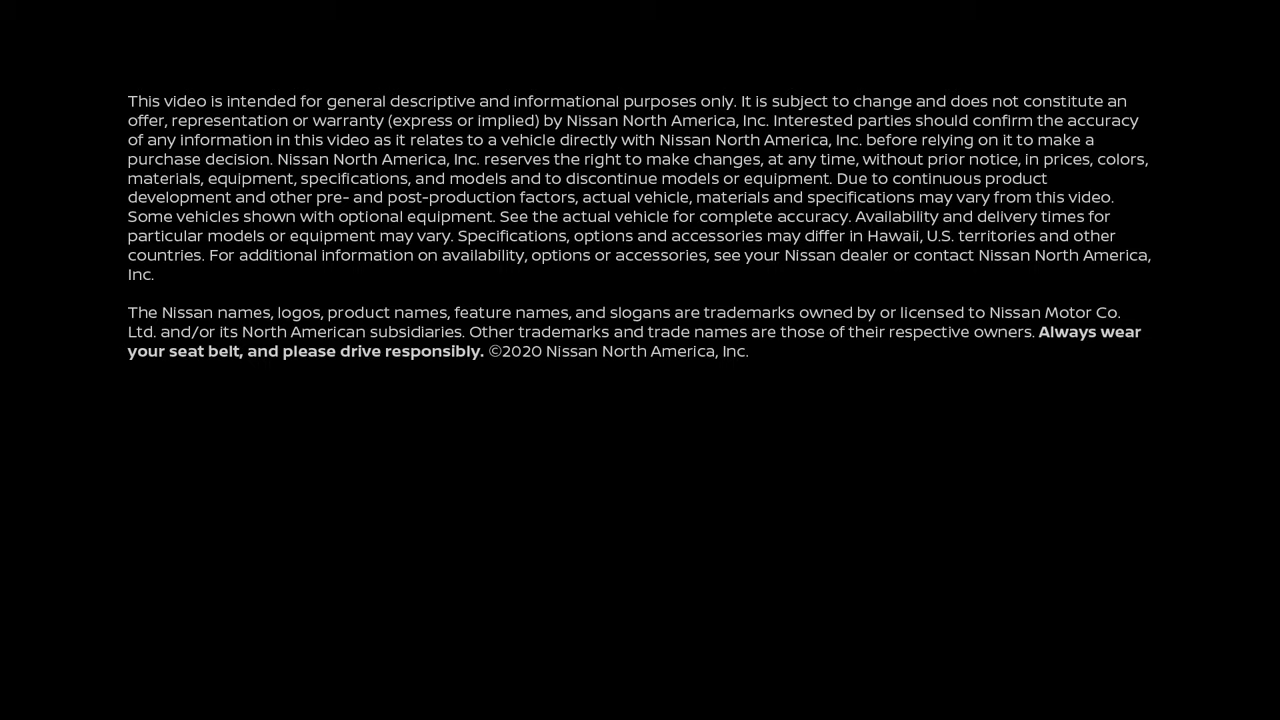 This video is intended for general descriptive and informational purposes only. It is subject to change and does not constitute an
offer, representation or warranty (express or implied) by Nissan North America, Inc. Interested parties should confirm the accuracy
of any information in this video as it relates to a vehicle directly with Nissan North America, Inc. before relying on it to make a
purchase decision. Nissan North America, Inc. reserves the right to make changes, at any time, without prior notice, in prices, colors,
materials, equipment, specifications, and models and to discontinue models or equipment. Due to continuous product
development and other pre- and post-production factors, actual vehicle, materials and specifications may vary from this video.
Some vehicles shown with optional equipment. See the actual vehicle for complete accuracy. Availability and delivery times for
particular models or equipment may vary. Specifications, options and accessories may differ in Hawaii, U.S. territories and other
countries. For additional information on availability, options or accessories, see your Nissan dealer or contact Nissan North America,
Inc.
The Nissan names, logos, product names, feature names, and slogans are trademarks owned by or licensed to Nissan Motor Co.
Ltd. and/or its North American subsidiaries. Other trademarks and trade names are those of their respective owners. Always wear
your seat belt, and please drive responsibly. ©2020 Nissan North America, Inc.